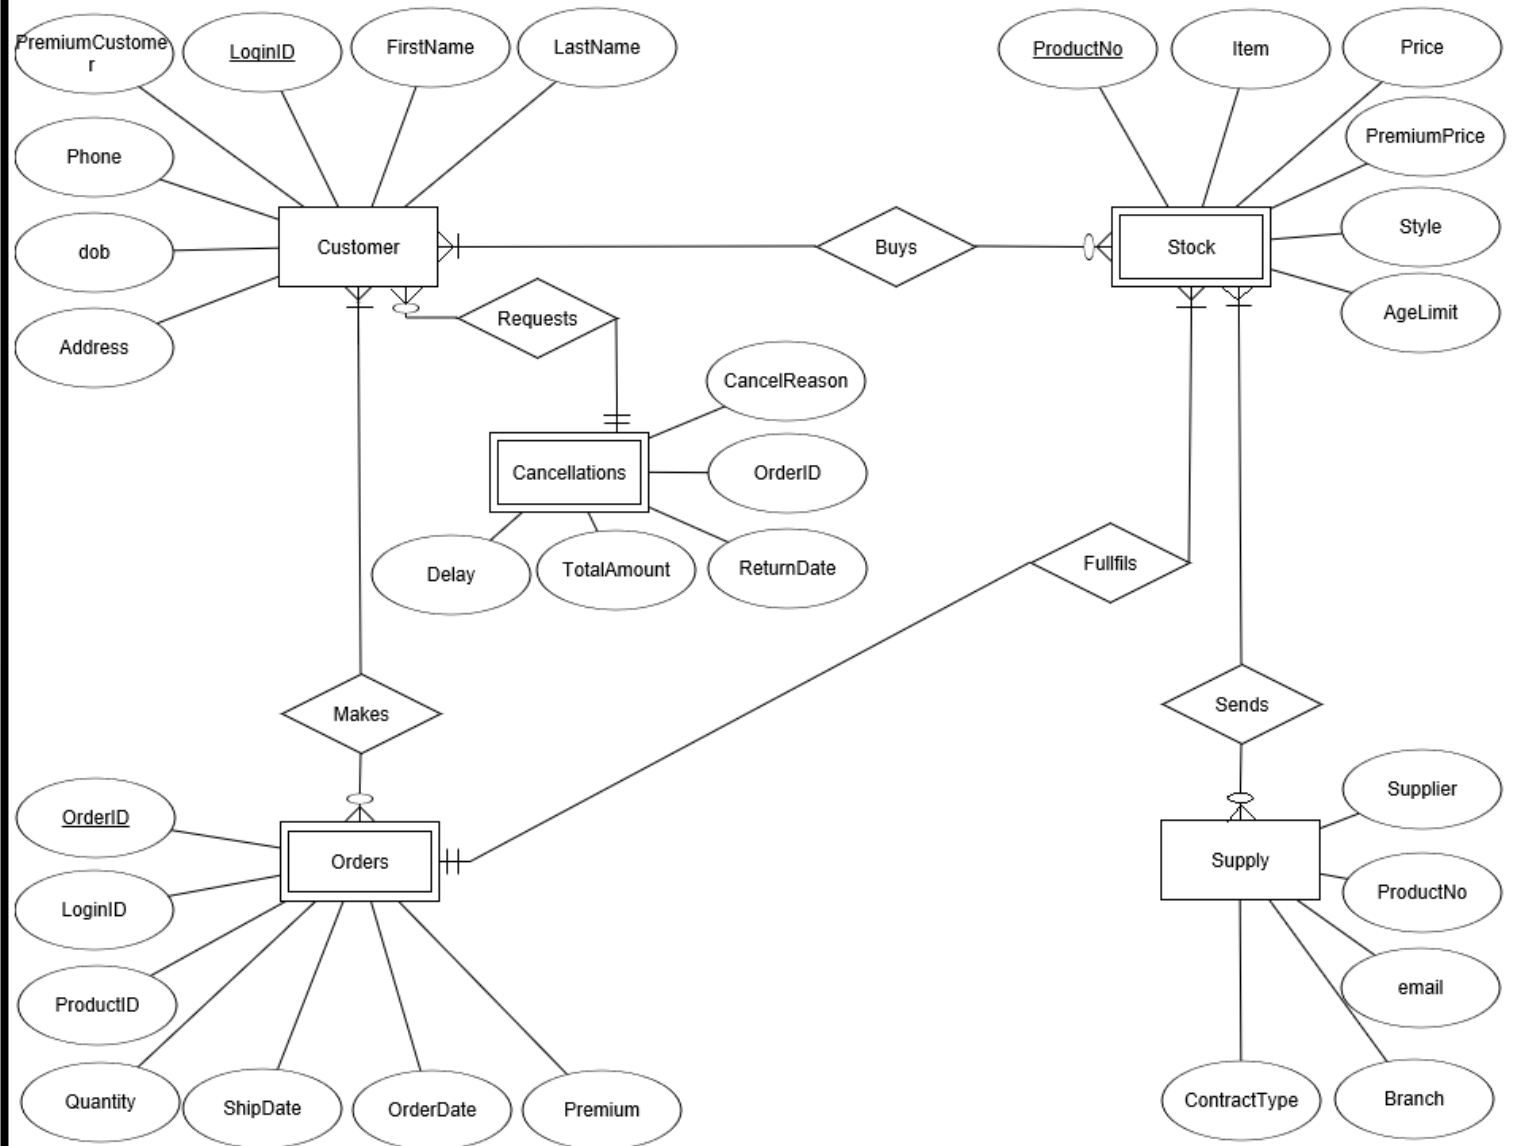 PremiumCustome
r
LoginID
FirstName
LastName
ProductNo
Item
Price
PremiumPrice
Phone
dob
Address
Customer
Buys
Stock
Style
AgeLimit
Requests
CancelReason
Cancellations
OrderID
Delay
TotalAmount
ReturnDate
Fullfils
Makes
Sends
OrderID
Orders
LoginID
ProductID
Quantity
ShipDate
OrderDate
Premium
Supplier
Supply
ProductNo
email
ContractType
Branch